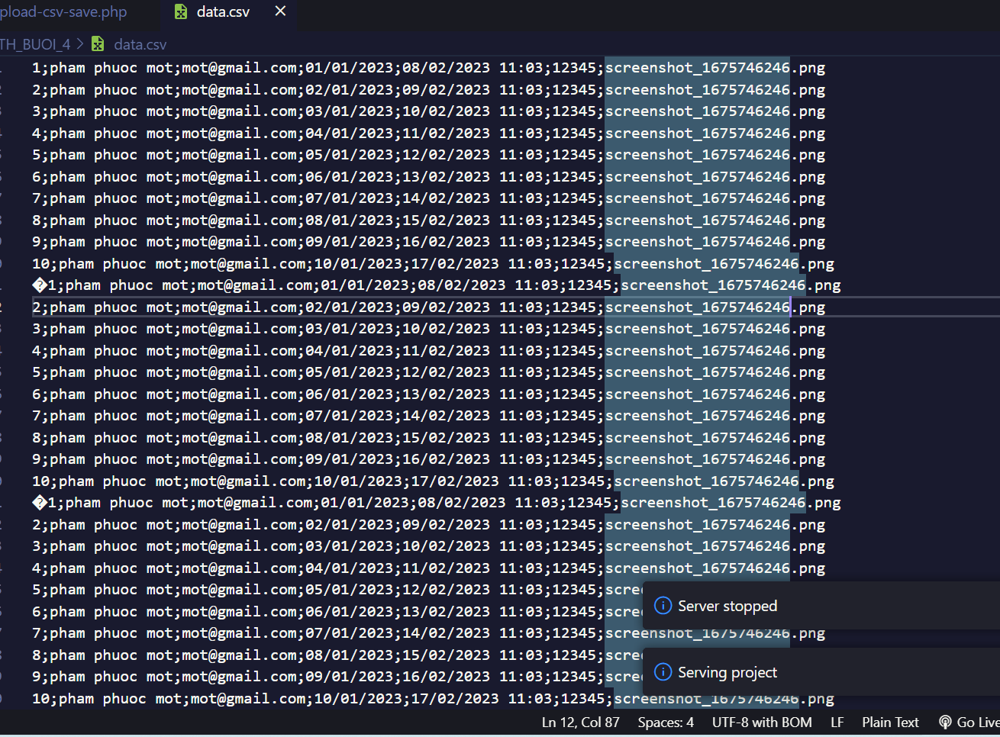 pload-csv-save.php data.csv
TH_BUOI_4 > data.csv
1;pham phuoc mot;mot@gmail.com;01/01/2023;08/02/2023 11:03;12345;screenshot_1675746246.png
2;pham phuoc mot;mot@gmail.com;02/01/2023;09/02/2023 11:03;12345;screenshot_1675746246.png
3;pham phuoc mot;mot@gmail.com;03/01/2023;10/02/2023 11:03;12345;screenshot_1675746246.png
4;pham phuoc mot;mot@gmail.com;04/01/2023;11/02/2023 11:03;12345;screenshot_1675746246.png
5;pham phuoc mot;mot@gmail.com;05/01/2023;12/02/2023 11:03;12345;screenshot_1675746246.png
6;pham phuoc mot;mot@gmail.com;06/01/2023;13/02/2023 11:03;12345;screenshot_1675746246.png
7;pham phuoc mot;mot@gmail.com;07/01/2023;14/02/2023 11:03;12345;screenshot_1675746246.png
8;pham phuoc mot;mot@gmail.com;08/01/2023;15/02/2023 11:03;12345;screenshot_1675746246.png
9;pham phuoc mot;mot@gmail.com;09/01/2023;16/02/2023 11:03;12345;screenshot_1675746246.png
10;pham phuoc mot;mot@gmail.com;10/01/2023;17/02/2023 11:03;12345;screenshot_1675746246.png
�1;pham phuoc mot;mot@gmail.com;01/01/2023;08/02/2023 11:03;12345;screenshot_1675746246.png
2;pham phuoc mot;mot@gmail.com;02/01/2023;09/02/2023 11:03;12345;screenshot_1675746246.png
3;pham phuoc mot;mot@gmail.com;03/01/2023;10/02/2023 11:03;12345;screenshot_1675746246.png
4;pham phuoc mot;mot@gmail.com;04/01/2023;11/02/2023 11:03;12345;screenshot_1675746246.png
5;pham phuoc mot;mot@gmail.com;05/01/2023;12/02/2023 11:03;12345;screenshot_1675746246.png
6;pham phuoc mot;mot@gmail.com;06/01/2023;13/02/2023 11:03;12345;screenshot_1675746246.png
7;pham phuoc mot;mot@gmail.com;07/01/2023;14/02/2023 11:03;12345;screenshot_1675746246.png
8;pham phuoc mot;mot@gmail.com;08/01/2023;15/02/2023 11:03;12345;screenshot_1675746246.png
9;pham phuoc mot;mot@gmail.com;09/01/2023;16/02/2023 11:03;12345;screenshot_1675746246.png
10;pham phuoc mot;mot@gmail.com;10/01/2023;17/02/2023 11:03;12345;screenshot_1675746246.png
�1;pham phuoc mot;mot@gmail.com;01/01/2023;08/02/2023 11:03;12345;screenshot_1675746246.png
2;pham phuoc mot;mot@gmail.com;02/01/2023;09/02/2023 11:03;12345;screenshot_1675746246.png
3;pham phuoc mot;mot@gmail.com;03/01/2023;10/02/2023 11:03;12345;screenshot_1675746246.png
4;pham phuoc mot;mot@gmail.com;04/01/2023;11/02/2023 11:03;12345;screenshot_1675746246.png
5;pham phuoc mot;mot@gmail.com;05/01/2023;12/02/2023 11:03;12345;scree
Server stopped
6;pham phuoc mot;mot@gmail.com;06/01/2023;13/02/2023 11:03;12345;scree
7;pham phuoc mot;mot@gmail.com;07/01/2023;14/02/2023 11:03;12345;screenshot_1675746246.png
8;pham phuoc mot;mot@gmail.com;08/01/2023;15/02/2023 11:03;12345;scree
Serving project
9;pham phuoc mot;mot@gmail.com;09/01/2023;16/02/2023 11:03;12345;scree
10;pham phuoc mot;mot@gmail.com;10/01/2023;17/02/2023 11:03;12345;screenshot_1675746246.png
Ln 12, Col 87 Spaces: 4 UTF-8 with BOM LF Plain Text Go Live